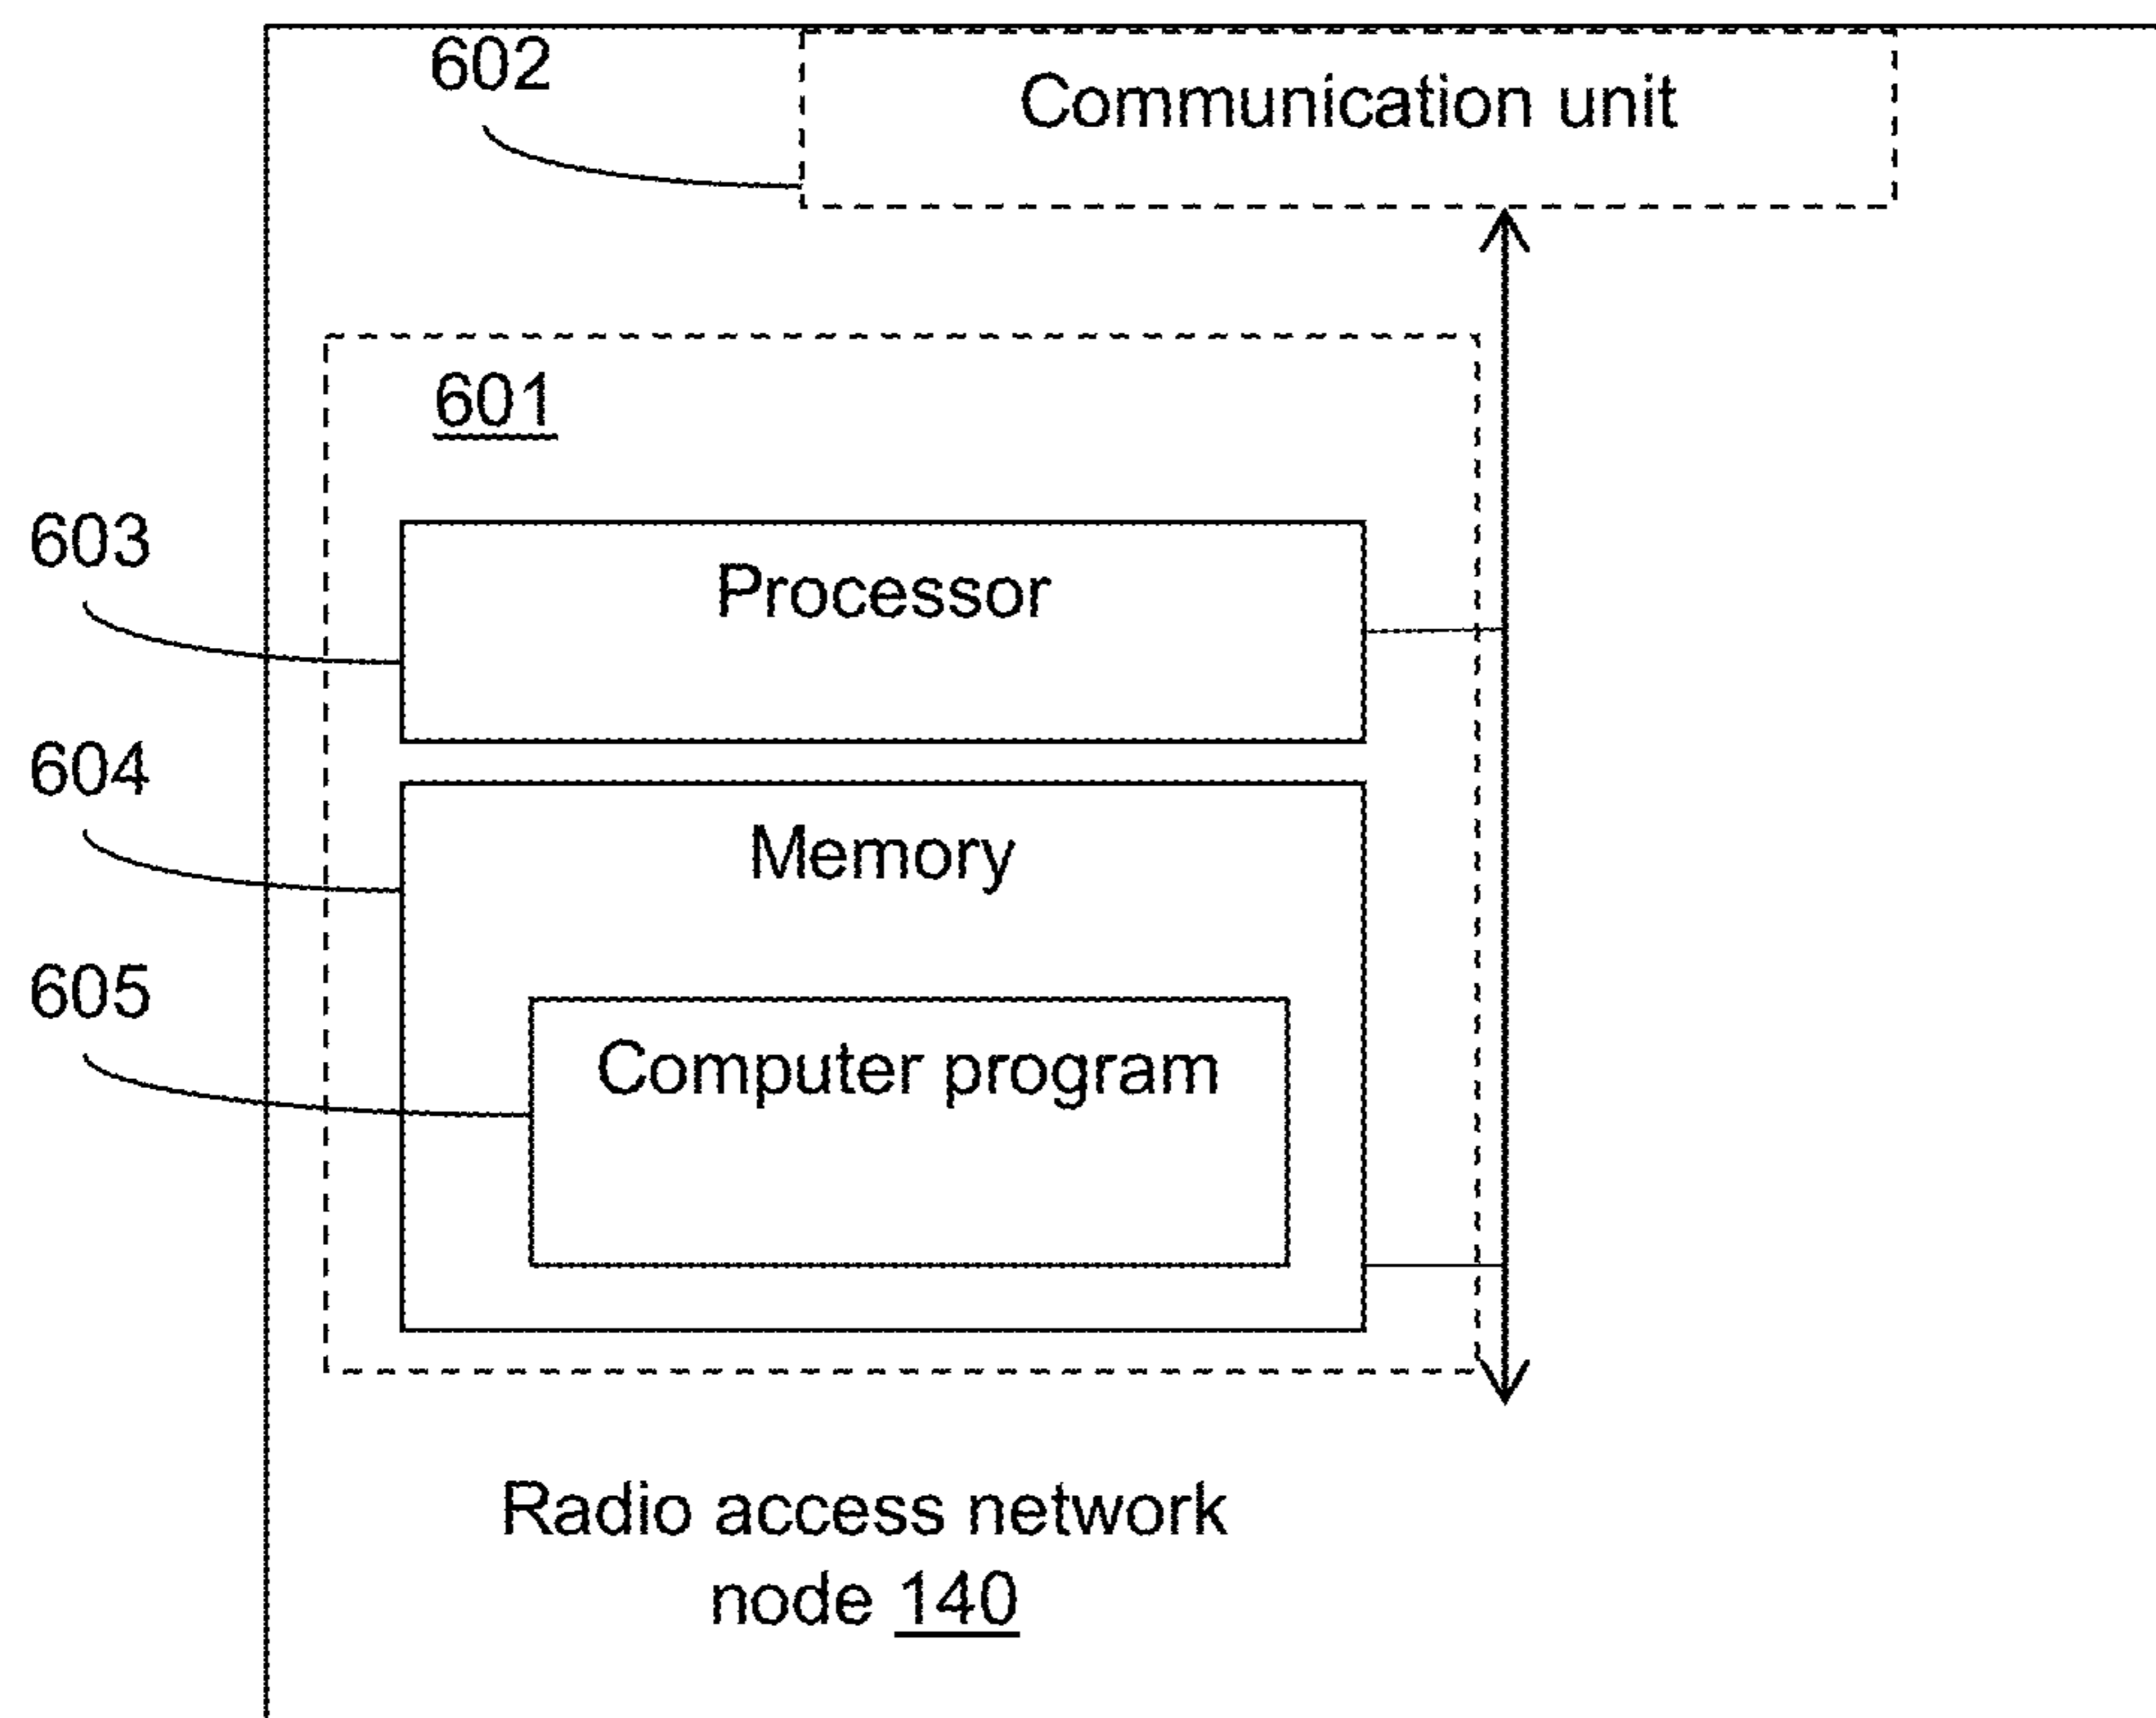 602
Communication unit
601
603
Processor
604
Memory
605
Computer program
Radio access network
node 140